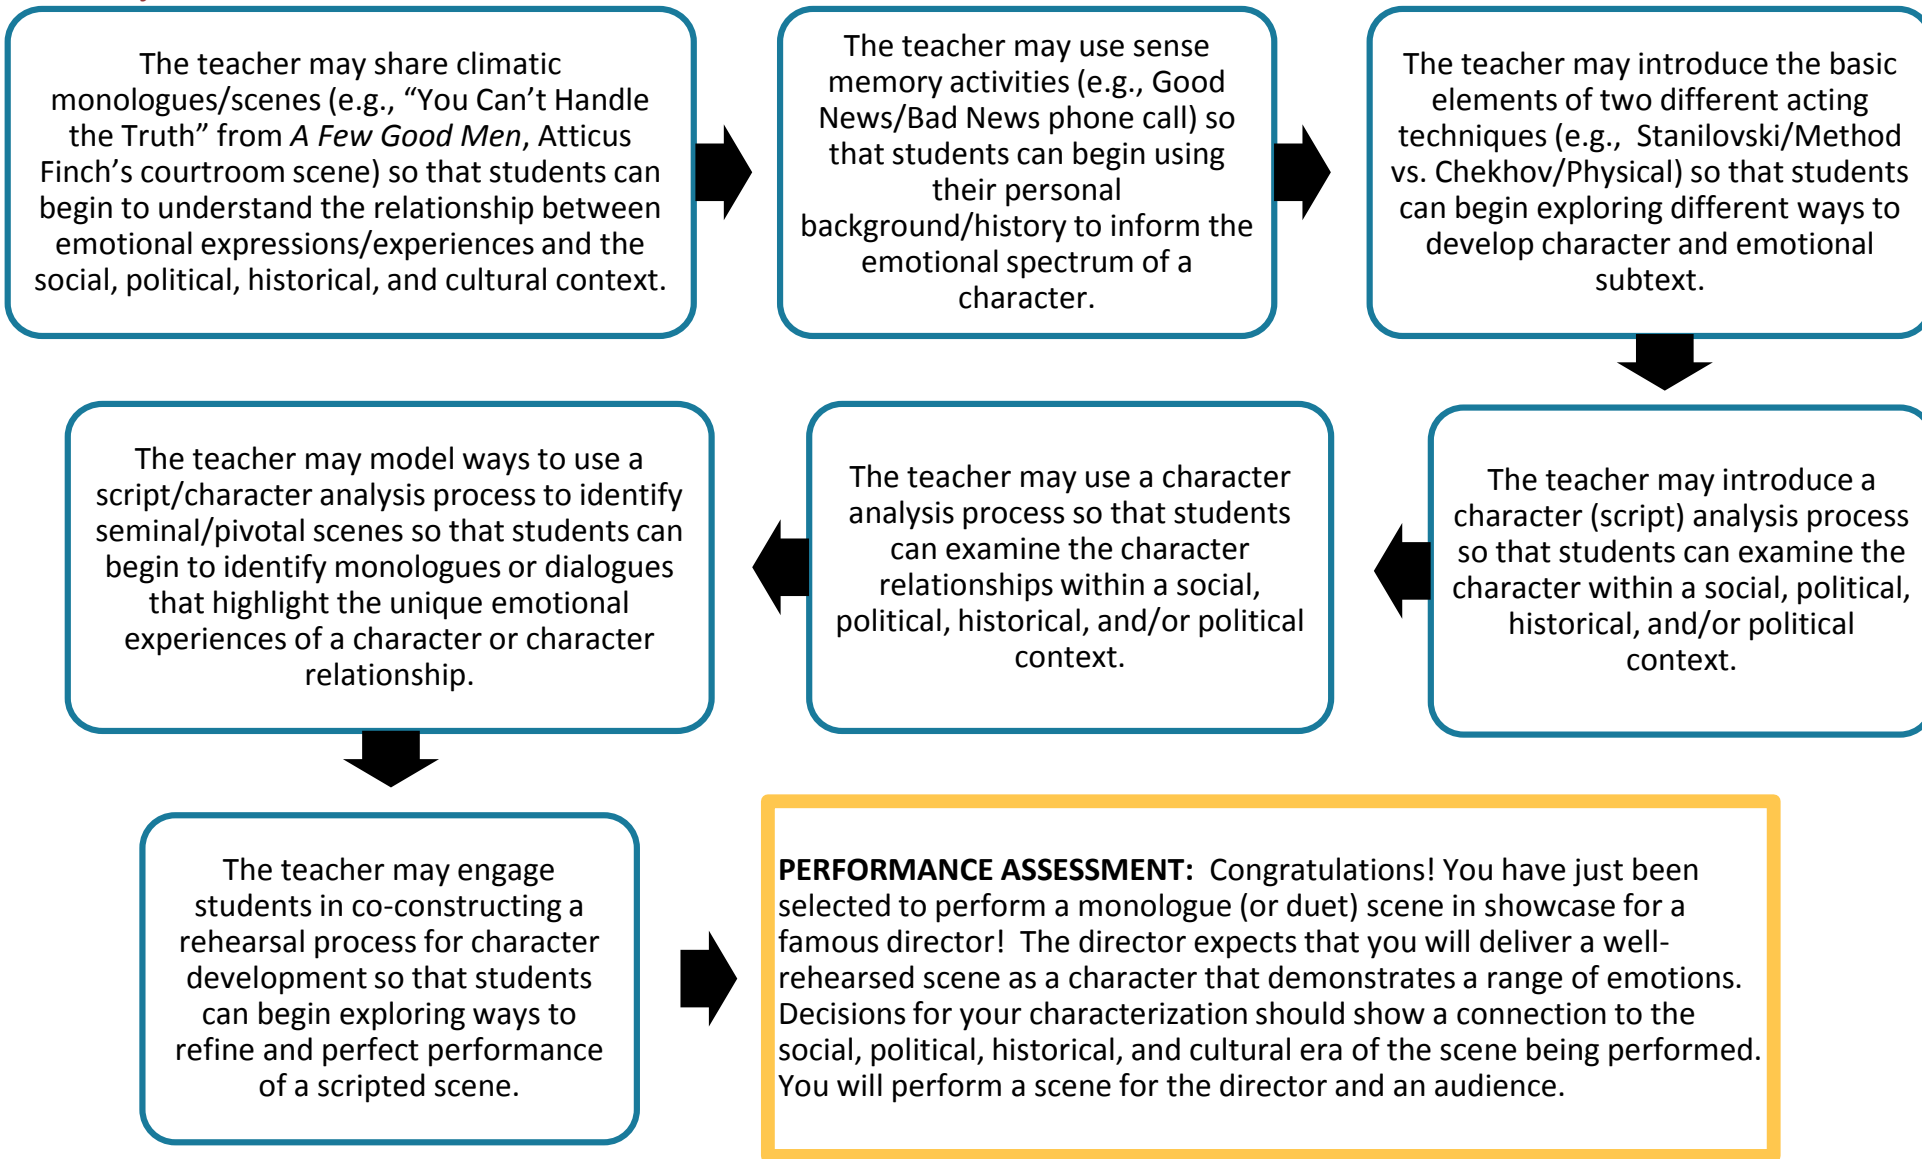 The teacher may share climatic
monologues/scenes (e.g., “You Can’t Handle
the Truth” from A Few Good Men, Atticus
Finch’s courtroom scene) so that students can
begin to understand the relationship between
emotional expressions/experiences and the
social, political, historical, and cultural context.
The teacher may use sense
memory activities (e.g., Good
News/Bad News phone call) so
that students can begin using
their personal
background/history to inform the
emotional spectrum of a
character.
The teacher may introduce the basic
elements of two different acting
techniques (e.g., Stanilovski/Method
vs. Chekhov/Physical) so that students
can begin exploring different ways to
develop character and emotional
subtext.
The teacher may introduce a
character (script) analysis process
so that students can examine the
character within a social, political,
historical, and/or political
context.
The teacher may use a character
analysis process so that students
can examine the character
relationships within a social,
political, historical, and/or political
context.
The teacher may model ways to use a
script/character analysis process to identify
seminal/pivotal scenes so that students can
begin to identify monologues or dialogues
that highlight the unique emotional
experiences of a character or character
relationship.
The teacher may engage
students in co-constructing a
rehearsal process for character
development so that students
can begin exploring ways to
refine and perfect performance
of a scripted scene.
PERFORMANCE ASSESSMENT: Congratulations! You have just been
selected to perform a monologue (or duet) scene in showcase for a
famous director! The director expects that you will deliver a well-
rehearsed scene as a character that demonstrates a range of emotions.
Decisions for your characterization should show a connection to the
social, political, historical, and cultural era of the scene being performed.
You will perform a scene for the director and an audience.